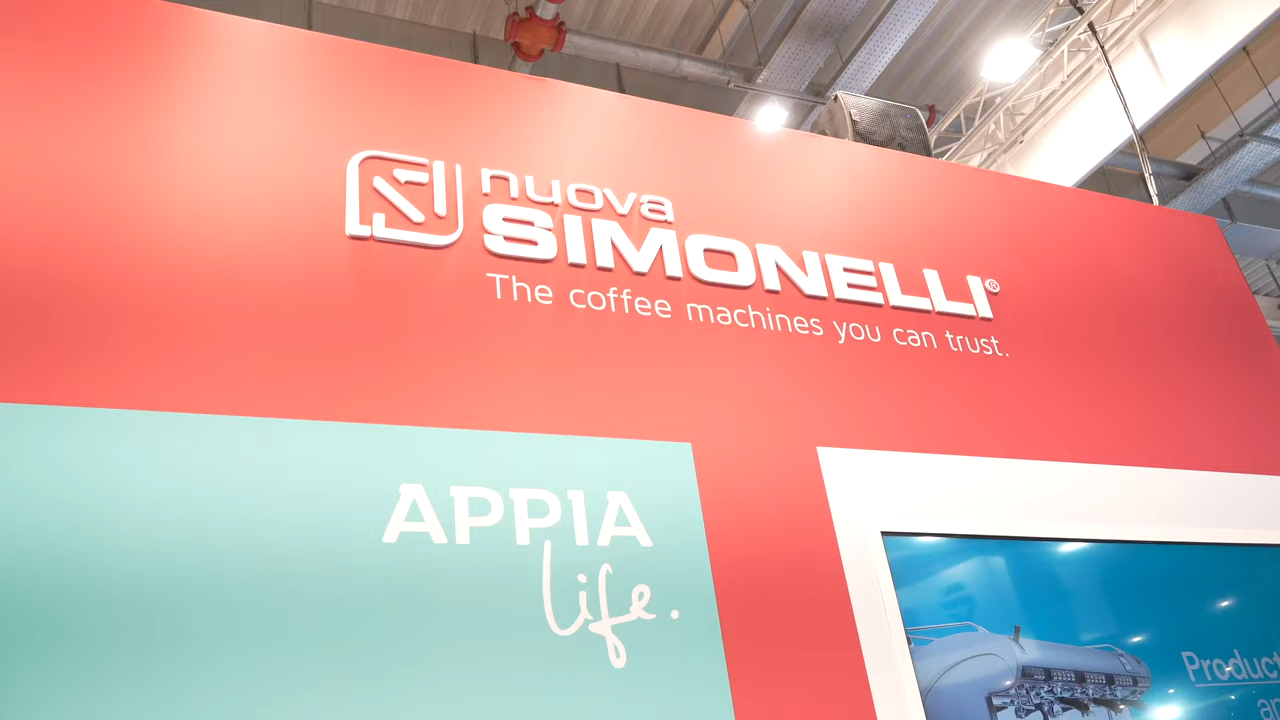 nuova
SIMONELLI®
The coffee machines you can trust.
APPIA
life.